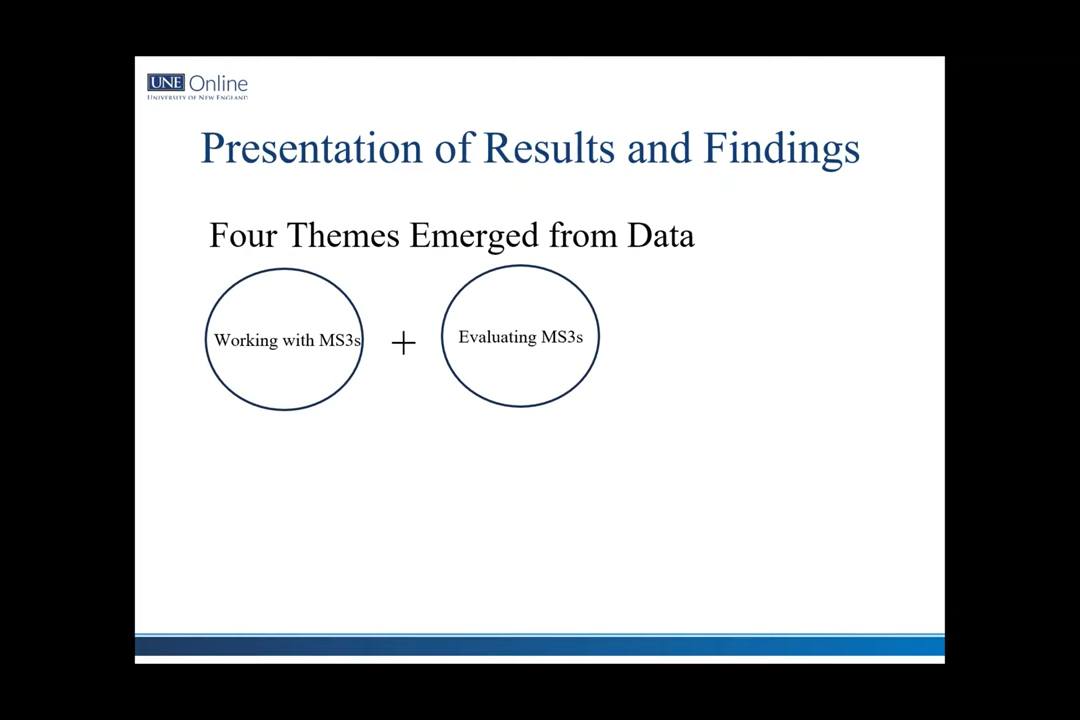 UNE Online
UNIVERSITY OF NEW ENGLAND
Presentation of Results and Findings
Four Themes Emerged from Data
Working with MS3s
+
Evaluating MS3s